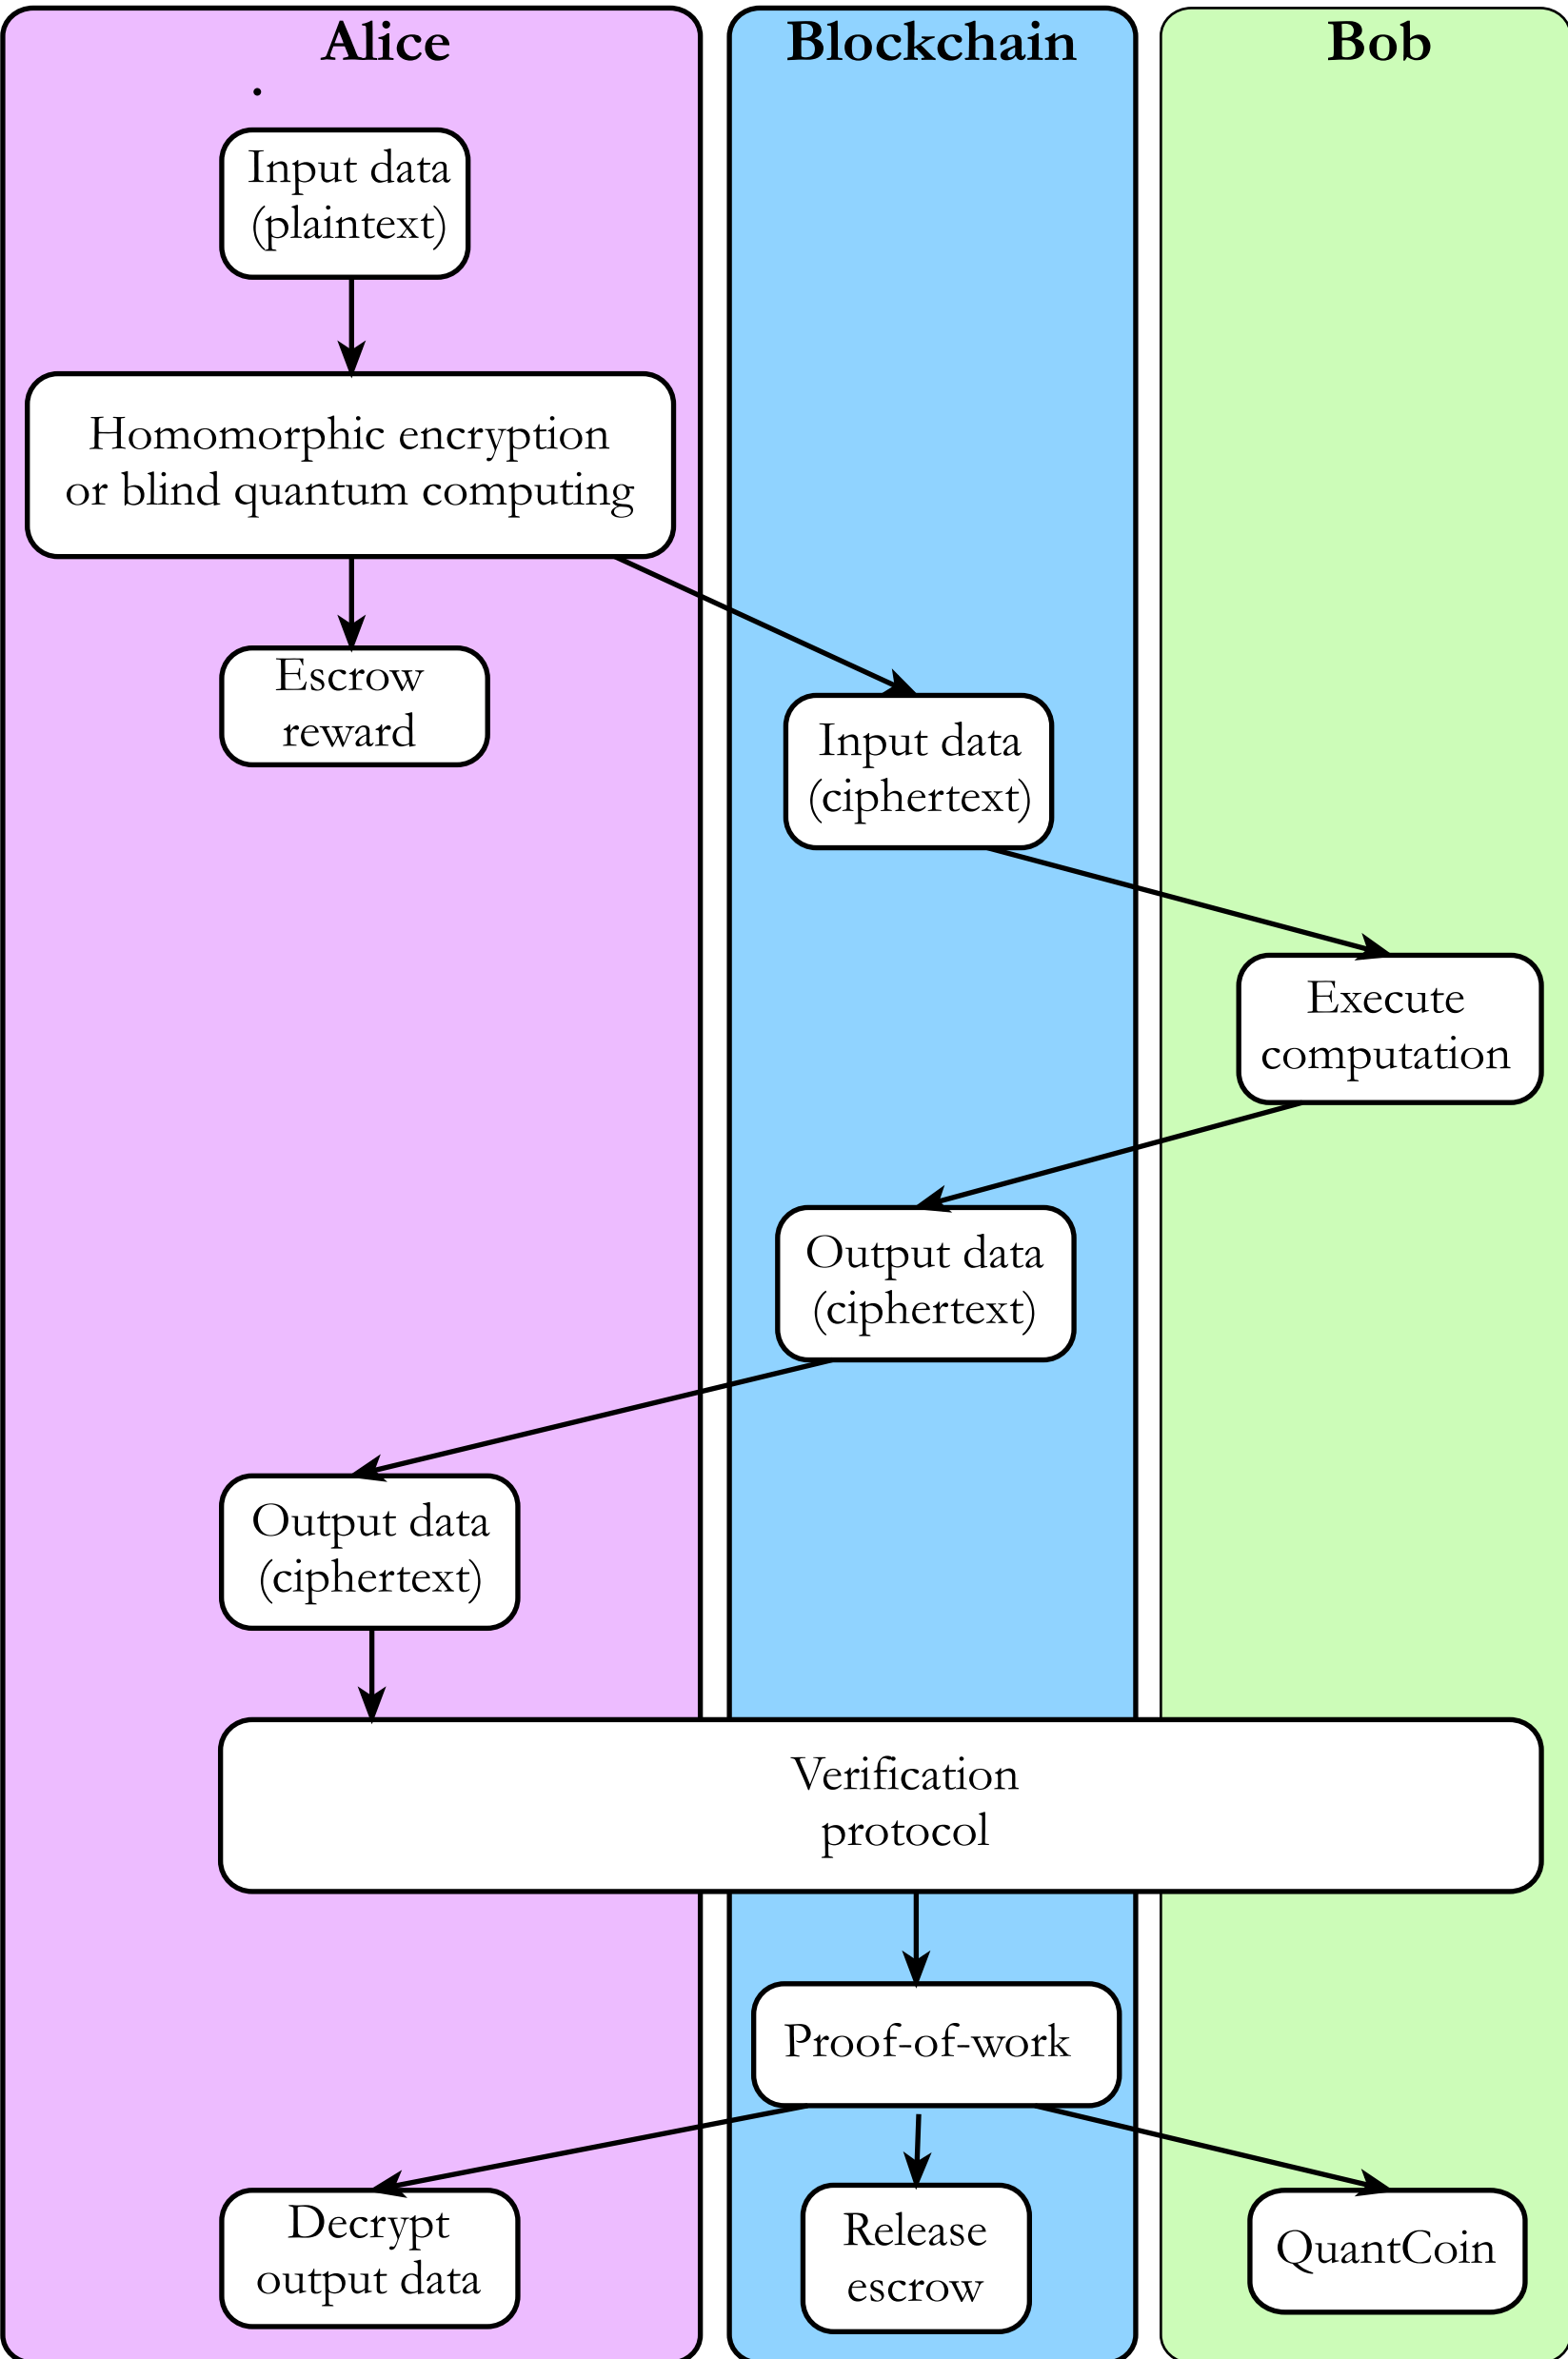 Alice
Blockchain
Bob
.
Input data
(plaintext)
Homomorphic encryption
or blind quantum computing
Escrow
reward
Input data
(ciphertext)
Execute
computation
Output data
(ciphertext)
Output data
(ciphertext)
Verification
protocol
Proof-of-work
Decrypt
output data
Release
escrow
QuantCoin